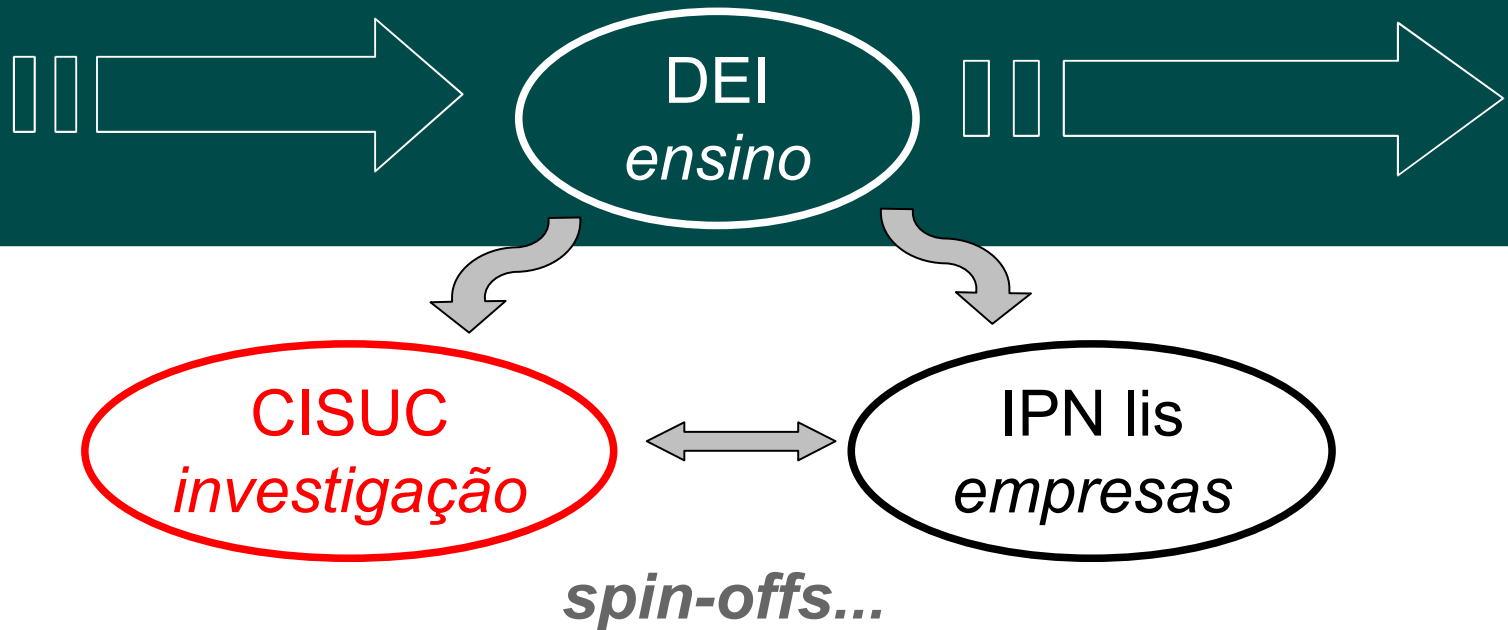 DEI
ensino
CISUC
investigação
IPN lis
empresas
spin-offs...